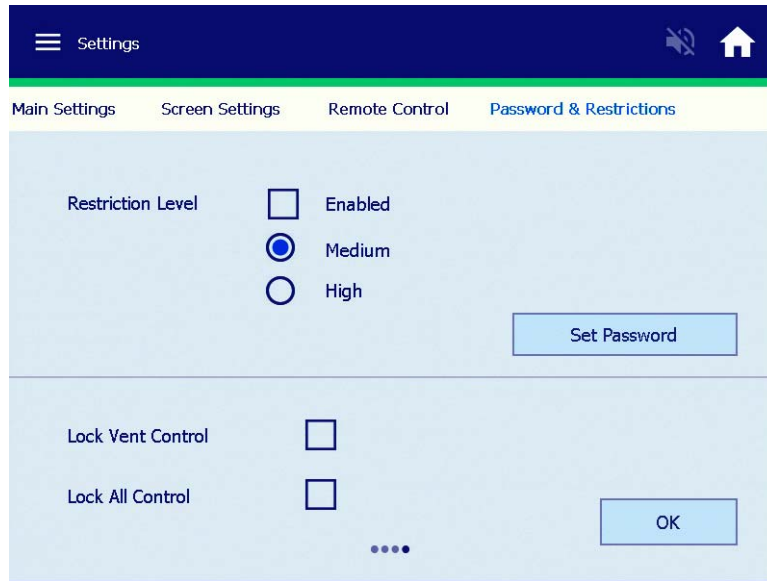 Settings
Main Settings Screen Settings Remote Control Password & Restrictions
Restriction Level Enabled
Medium
High
Set Password
Lock Vent Control
Lock All Control
OK